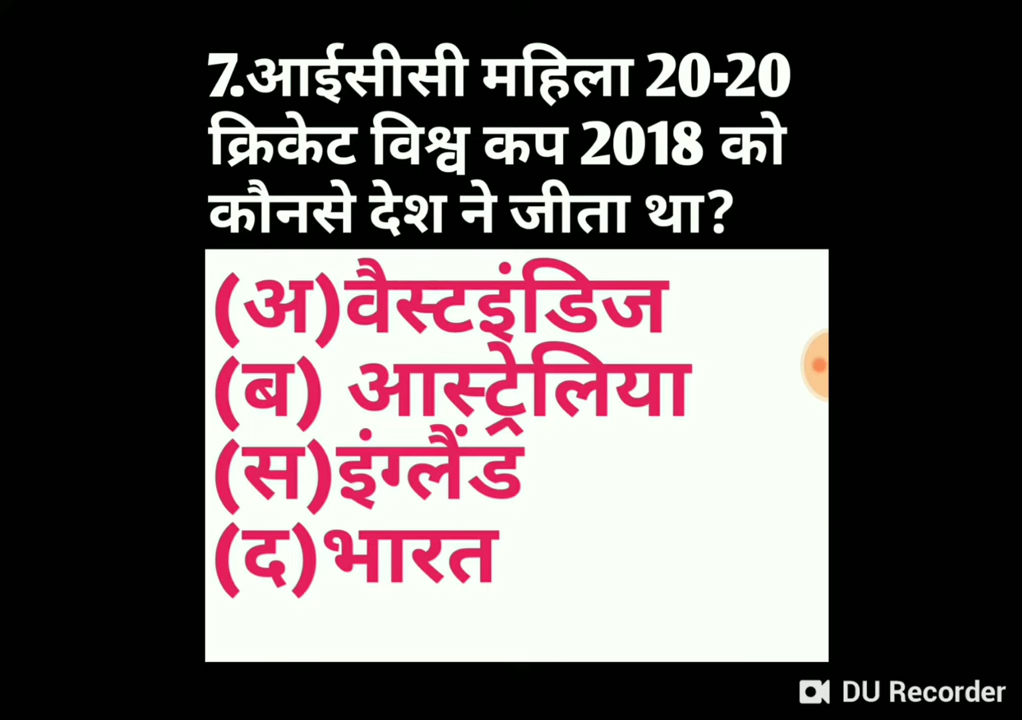 7.आईसीसी महिला 20-20
क्रिकेट विश्व कप 2018 को
कौनसे देश ने जीता था?
(अ)वैस्टइंडिज
(ब) आस्ट्रेलिया
(स)इंग्लैंड
(द)भारत
DU Recorder